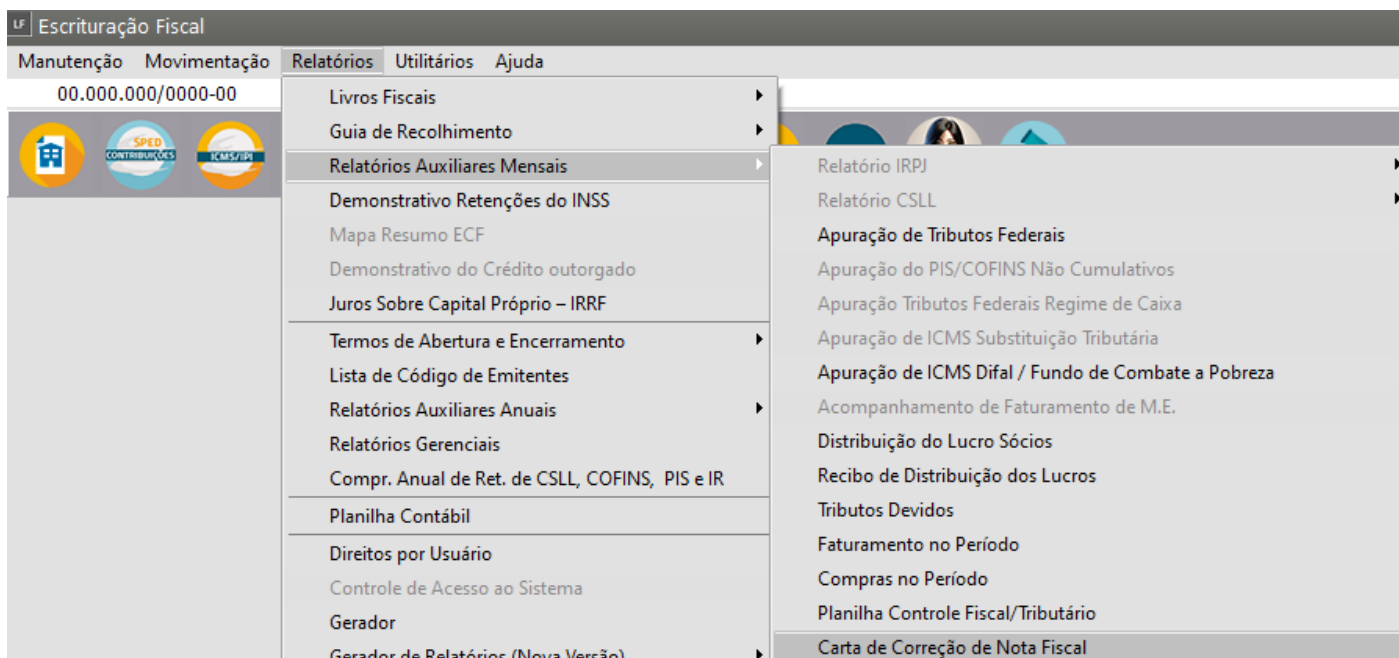 LF Escrituração Fiscal
Manutenção Movimentação Relatórios Utilitários Ajuda
00.000.000/0000-00
SPED
CONTRIBUIÇÕES
ICMS/IPI
Livros Fiscais
Guia de Recolhimento
Relatórios Auxiliares Mensais
Demonstrativo Retenções do INSS
Mapa Resumo ECF
Demonstrativo do Crédito outorgado
Juros Sobre Capital Próprio – IRRF
Termos de Abertura e Encerramento
Lista de Código de Emitentes
Relatórios Auxiliares Anuais
Relatórios Gerenciais
Compr. Anual de Ret. de CSLL, COFINS, PIS e IR
Planilha Contábil
Direitos por Usuário
Controle de Acesso ao Sistema
Gerador
Gerador de Relatórios (Nova Versão)
Relatório IRPJ
Relatório CSLL
Apuração de Tributos Federais
Apuração do PIS/COFINS Não Cumulativos
Apuração Tributos Federais Regime de Caixa
Apuração de ICMS Substituição Tributária
Apuração de ICMS Difal / Fundo de Combate a Pobreza
Acompanhamento de Faturamento de M.E.
Distribuição do Lucro Sócios
Recibo de Distribuição dos Lucros
Tributos Devidos
Faturamento no Período
Compras no Período
Planilha Controle Fiscal/Tributário
Carta de Correção de Nota Fiscal